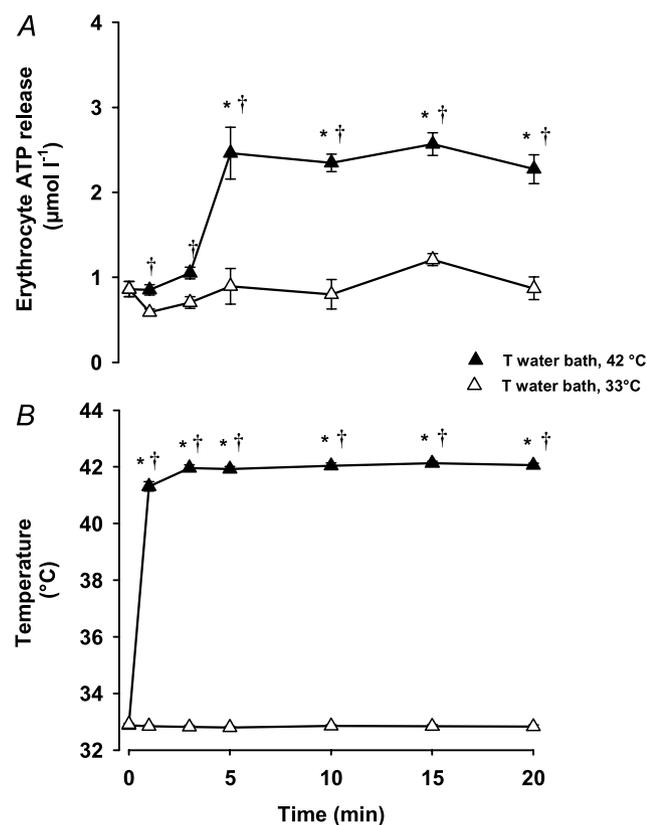 A
4
3
2
1
0
Erythrocyte ATP release
(µmol l⁻¹)
* †
* †
* †
* †
†
†
T water bath, 42 °C
T water bath, 33°C
B
44
42
40
38
36
34
32
Temperature
(°C)
* †
* †
* †
* †
* †
* †
0 5 10 15 20
Time (min)